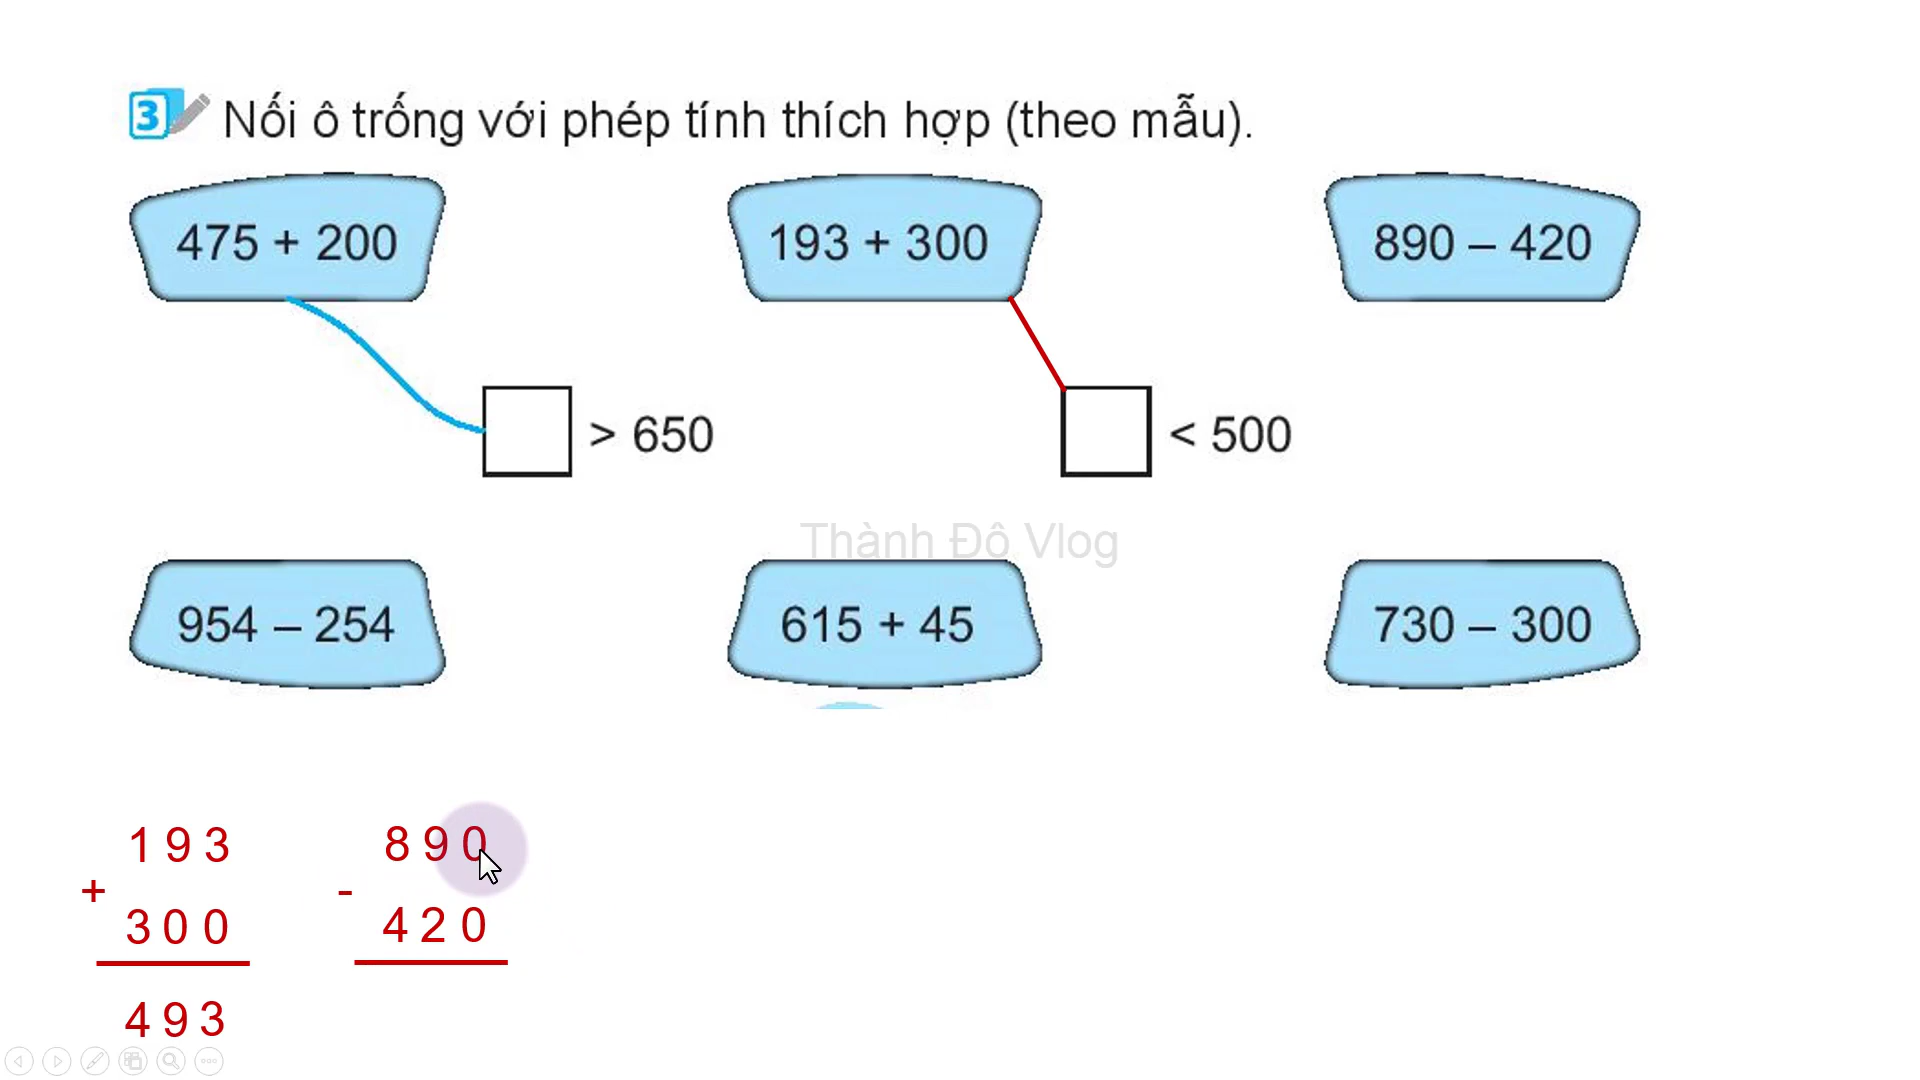 3 Nối ô trống với phép tính thích hợp (theo mẫu).
475 + 200
193 + 300
890 – 420
> 650
< 500
Thành Đô Vlog
954 – 254
615 + 45
730 – 300
193
+
300
493
890
-
420